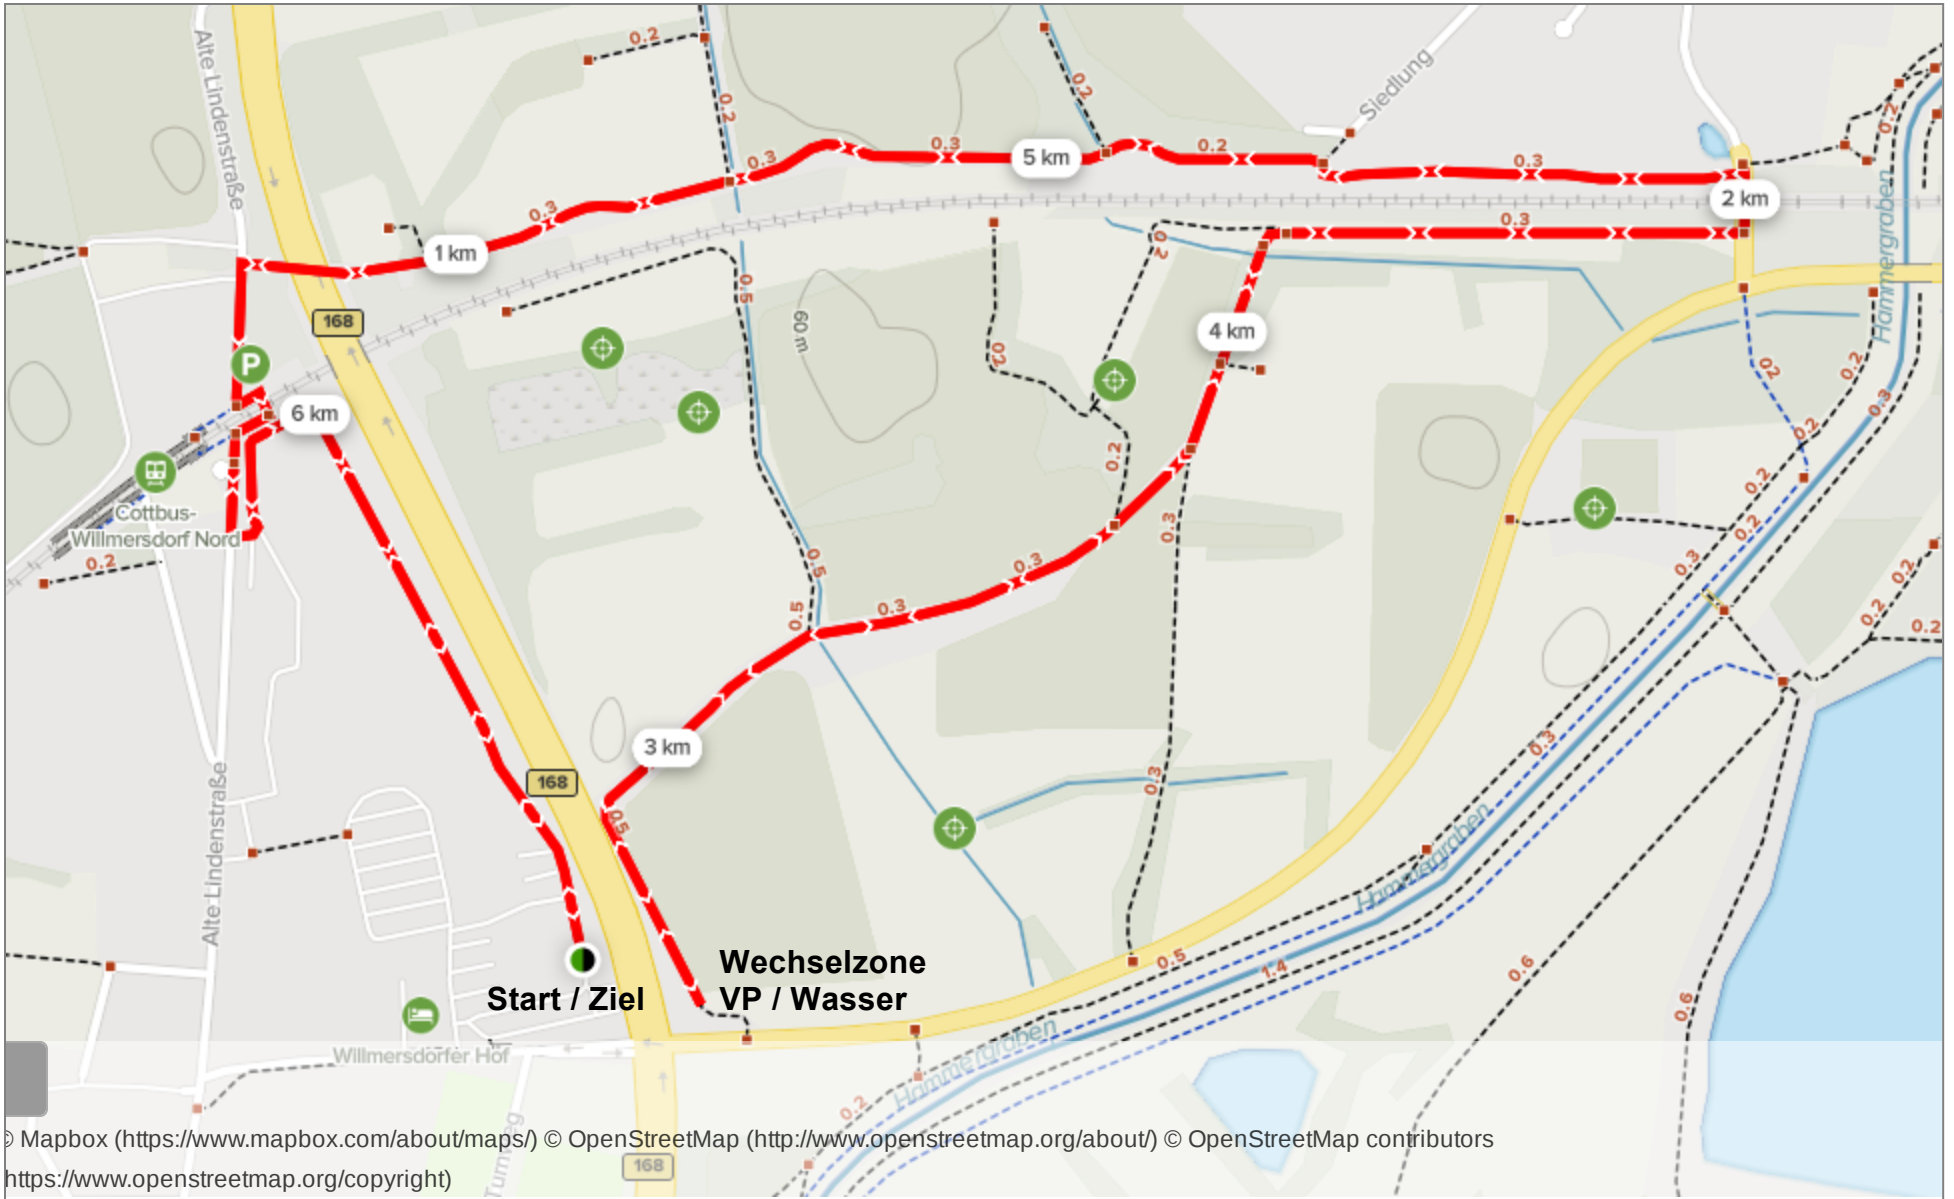 0.2
Alte Lindenstraße
0.2
0.2
Siedlung
0.2
0.3
0.3
5 km
0.2
0.3
0.3
1 km
2 km
0.3
Hammergraben
168
0.5
60 m
0.2
4 km
P
6 km
0.2
0.2
0.3
0.2
0.2
0.2
0.2
Cottbus-
Willmersdorf Nord
0.2
0.3
0.5
0.3
0.3
0.3
0.5
0.2
0.2
0.2
3 km
168
0.3
0.3
0.5
Alte Lindenstraße
Hammergraben
Wechselzone
VP / Wasser
Start / Ziel
0.5
1.4
0.6
0.6
Willmersdorfer Hof
Hammergraben
0.2
Turnweg
168
© Mapbox (https://www.mapbox.com/about/maps/) © OpenStreetMap (http://www.openstreetmap.org/about/) © OpenStreetMap contributors
https://www.openstreetmap.org/copyright)